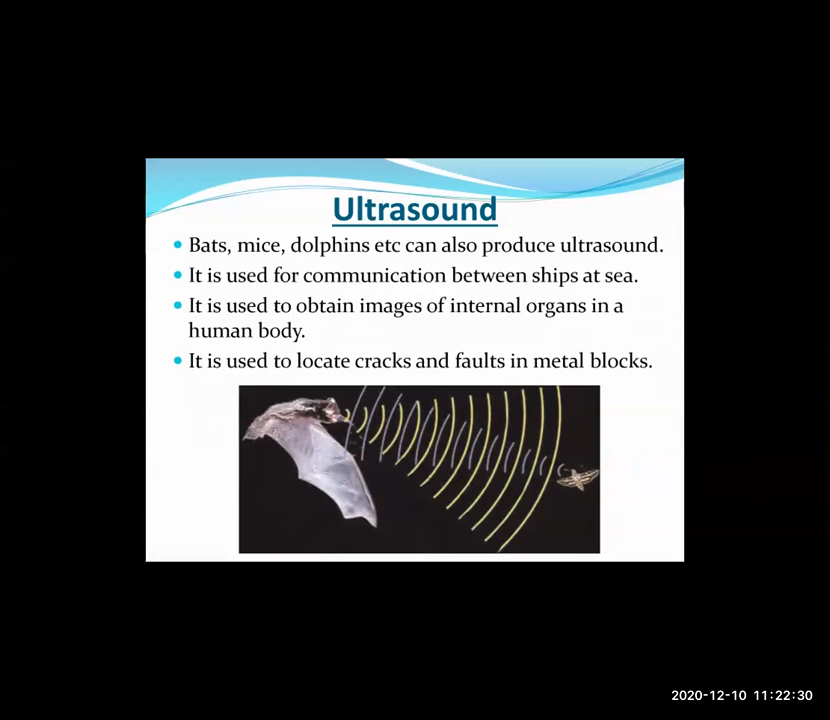 Ultrasound
Bats, mice, dolphins etc can also produce ultrasound.
It is used for communication between ships at sea.
It is used to obtain images of internal organs in a
human body.
It is used to locate cracks and faults in metal blocks.
2020-12-10 11:22:30